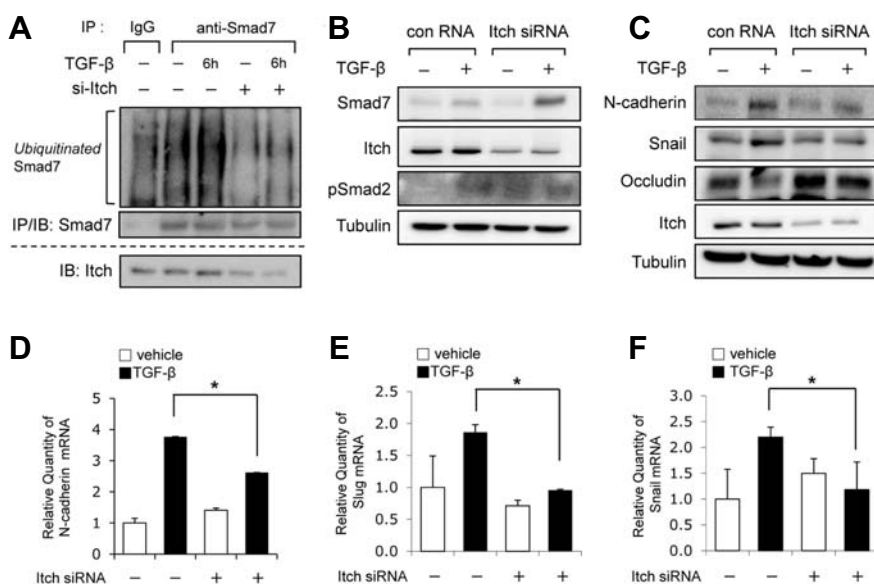 A
IP : IgG anti-Smad7
TGF-β – – 6h – 6h
si-Itch – – – + +
Ubiquitinated
Smad7
IP/IB: Smad7
IB: Itch
B
con RNA Itch siRNA
TGF-β – + – +
Smad7
Itch
pSmad2
Tubulin
C
con RNA Itch siRNA
TGF-β – + – +
N-cadherin
Snail
Occludin
Itch
Tubulin
D
vehicle
TGF-β
*
Relative Quantity of
N-cadherin mRNA
5
4
3
2
1
0
Itch siRNA – – + +
E
vehicle
TGF-β
*
Relative Quantity of
Slug mRNA
2.5
2.0
1.5
1.0
0.5
0.0
Itch siRNA – – + +
F
vehicle
TGF-β
*
Relative Quantity of
Snail mRNA
3.0
2.5
2.0
1.5
1.0
0.5
0.0
Itch siRNA – – + +